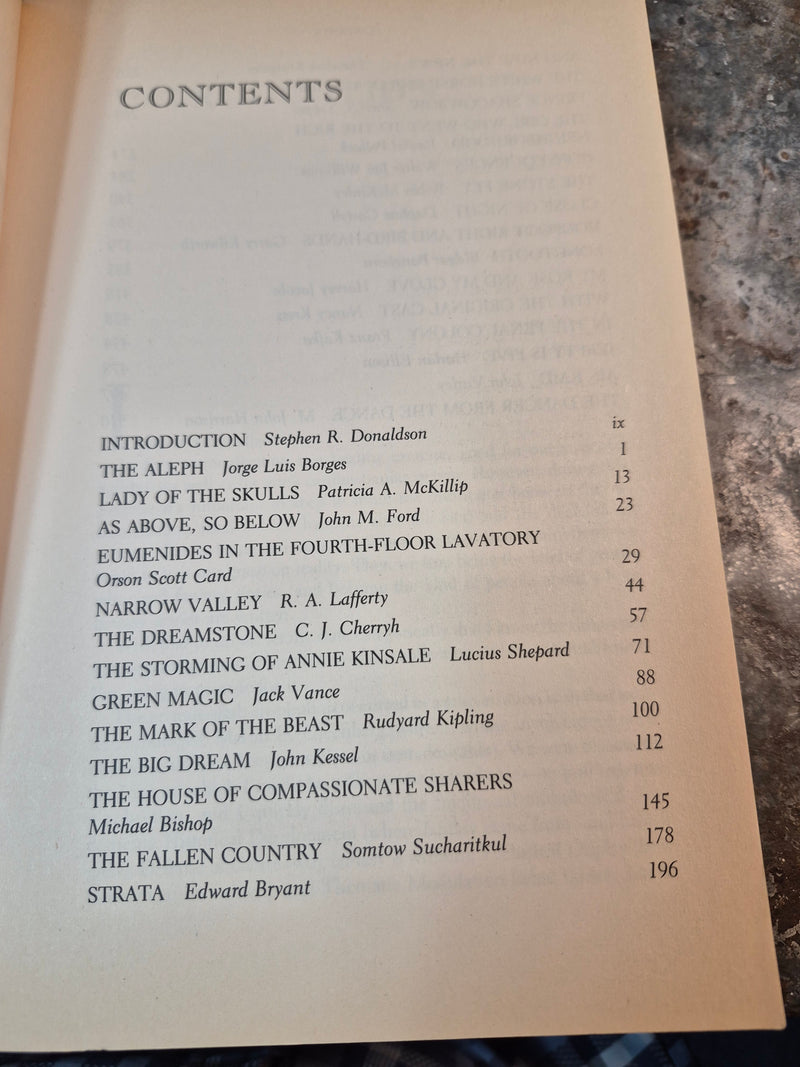 CONTENTS
INTRODUCTION Stephen R. Donaldson ix
THE ALEPH Jorge Luis Borges 1
LADY OF THE SKULLS Patricia A. McKillip 13
AS ABOVE, SO BELOW John M. Ford 23
EUMENIDES IN THE FOURTH-FLOOR LAVATORY
Orson Scott Card 29
NARROW VALLEY R. A. Lafferty 44
THE DREAMSTONE C. J. Cherryh 57
THE STORMING OF ANNIE KINSALE Lucius Shepard 71
GREEN MAGIC Jack Vance 88
THE MARK OF THE BEAST Rudyard Kipling 100
THE BIG DREAM John Kessel 112
THE HOUSE OF COMPASSIONATE SHARERS
Michael Bishop 145
THE FALLEN COUNTRY Somtow Sucharitkul 178
STRATA Edward Bryant 196